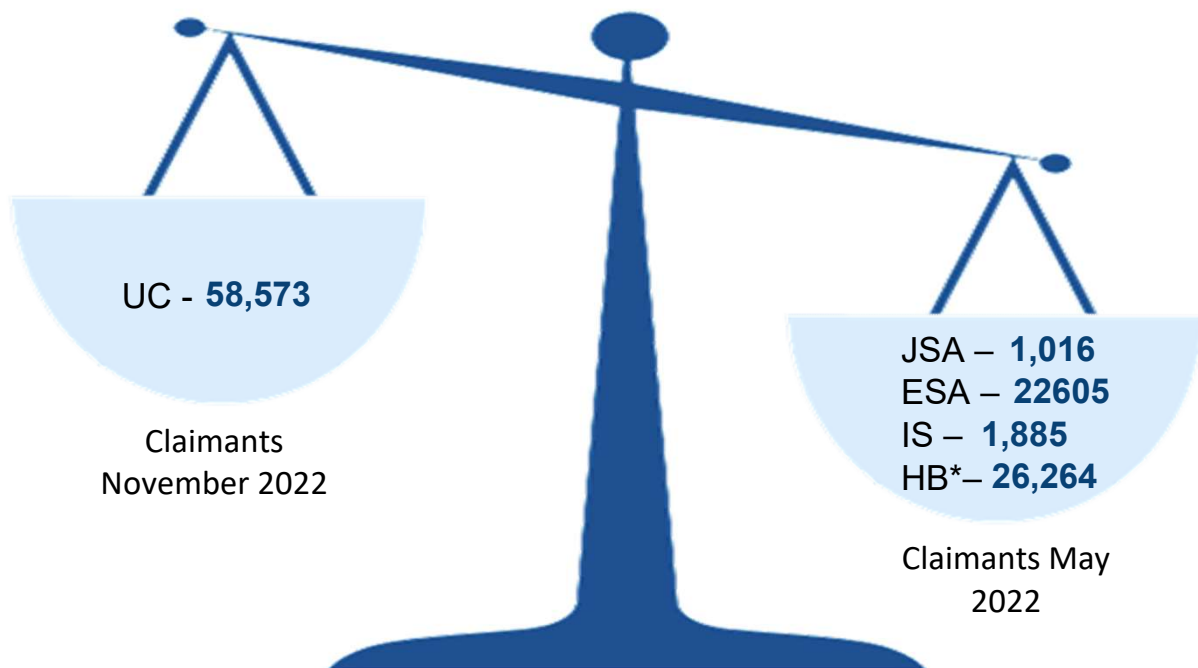 UC - 58,573
Claimants
November 2022
JSA – 1,016
ESA – 22605
IS – 1,885
HB*– 26,264
Claimants May
2022